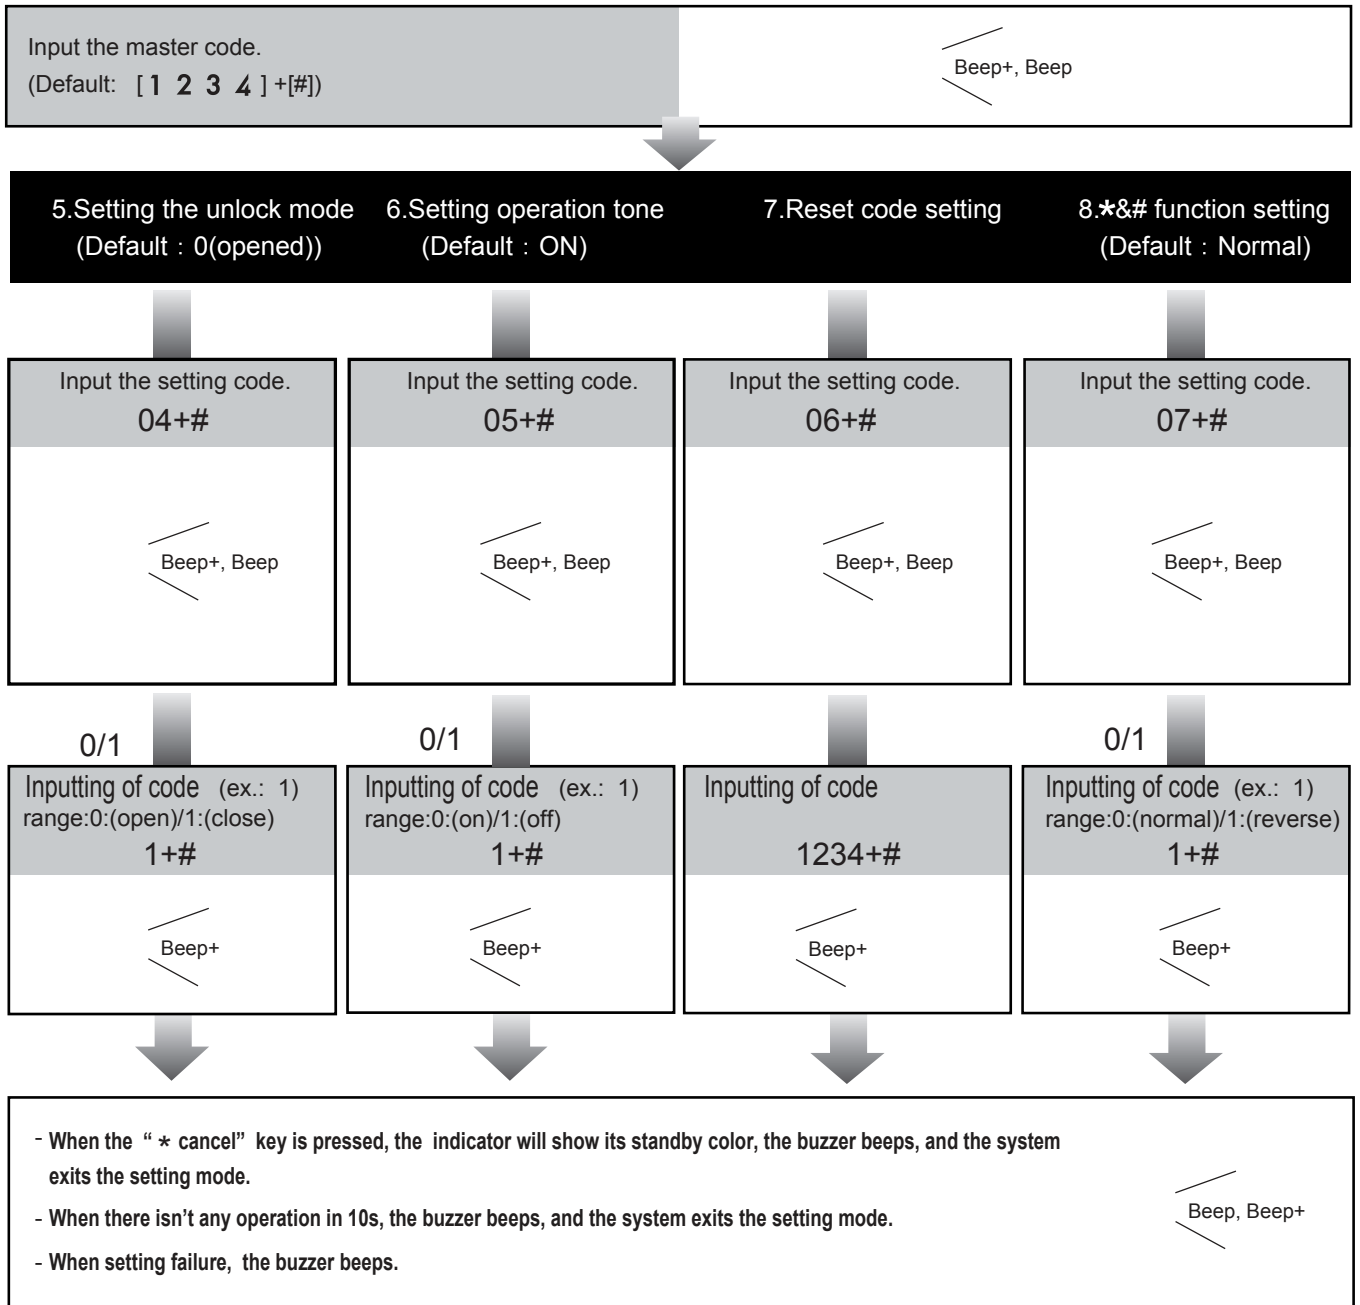 Input the master code.
(Default: [ 1 2 3 4 ] +[#])
Beep+, Beep
5.Setting the unlock mode
(Default : 0(opened))
6.Setting operation tone
(Default : ON)
7.Reset code setting
8.*&# function setting
(Default : Normal)
Input the setting code.
04+#
Beep+, Beep
Input the setting code.
05+#
Beep+, Beep
Input the setting code.
06+#
Beep+, Beep
Input the setting code.
07+#
Beep+, Beep
0/1
Inputting of code (ex.: 1)
range:0:(open)/1:(close)
1+#
Beep+
0/1
Inputting of code (ex.: 1)
range:0:(on)/1:(off)
1+#
Beep+
Inputting of code
1234+#
Beep+
0/1
Inputting of code (ex.: 1)
range:0:(normal)/1:(reverse)
1+#
Beep+
- When the “ * cancel” key is pressed, the indicator will show its standby color, the buzzer beeps, and the system
exits the setting mode.
- When there isn’t any operation in 10s, the buzzer beeps, and the system exits the setting mode.
- When setting failure, the buzzer beeps.
Beep, Beep+